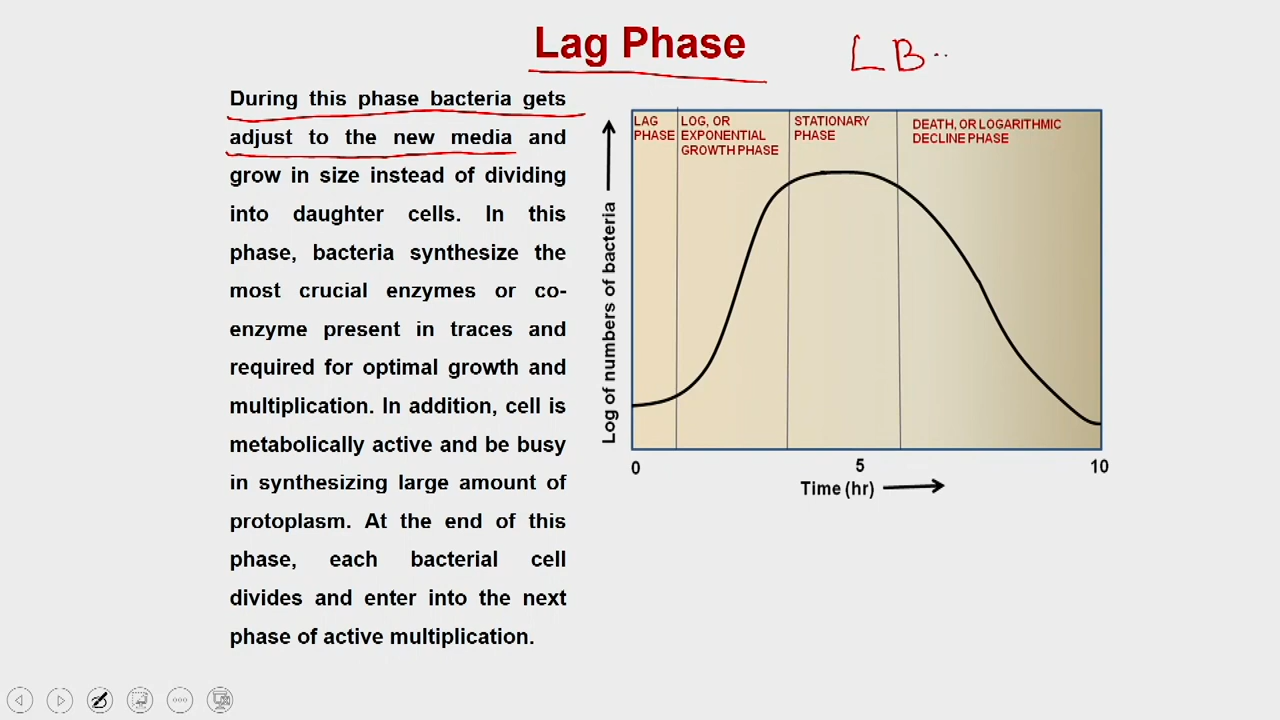 Lag Phase
LB..
During this phase bacteria gets
adjust to the new media and
grow in size instead of dividing
into daughter cells. In this
phase, bacteria synthesize the
most crucial enzymes or co-
enzyme present in traces and
required for optimal growth and
multiplication. In addition, cell is
metabolically active and be busy
in synthesizing large amount of
protoplasm. At the end of this
phase, each bacterial cell
divides and enter into the next
phase of active multiplication.
LAG
PHASE
LOG, OR
EXPONENTIAL
GROWTH PHASE
STATIONARY
PHASE
DEATH, OR LOGARITHMIC
DECLINE PHASE
Log of numbers of bacteria
0
5
10
Time (hr)